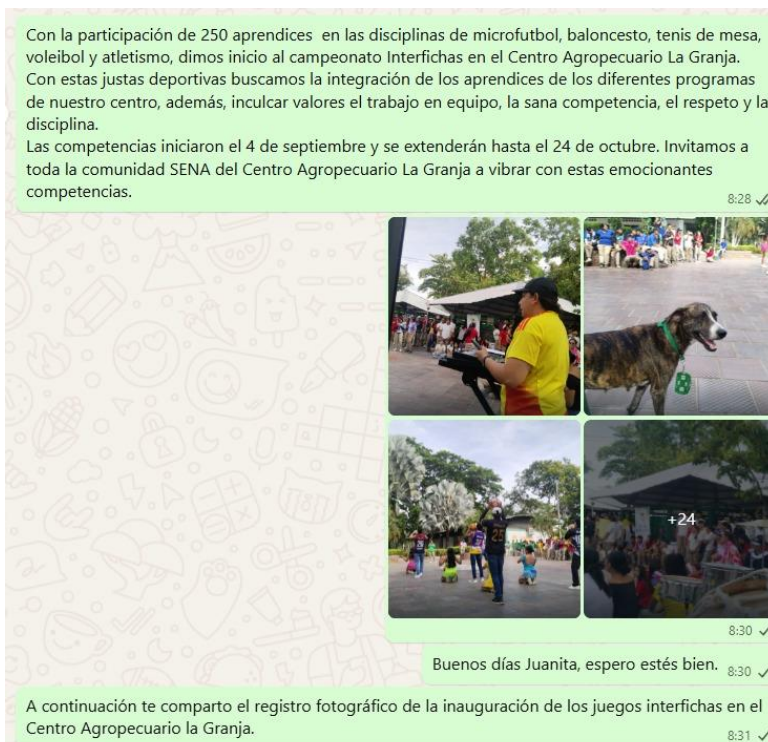 Con la participación de 250 aprendices  en las disciplinas de microfutbol, baloncesto, tenis de mesa,
voleibol y atletismo, dimos inicio al campeonato Interfichas en el Centro Agropecuario La Granja.
Con estas justas deportivas buscamos la integración de los aprendices de los diferentes programas
de nuestro centro, además, inculcar valores el trabajo en equipo, la sana competencia, el respeto y la
disciplina.
Las competencias iniciaron el 4 de septiembre y se extenderán hasta el 24 de octubre. Invitamos a
toda la comunidad SENA del Centro Agropecuario La Granja a vibrar con estas emocionantes
competencias.
8:28
25
+24
8:30
Buenos días Juanita, espero estés bien.
8:30
A continuación te comparto el registro fotográfico de la inauguración de los juegos interfichas en el
Centro Agropecuario la Granja.
8:31